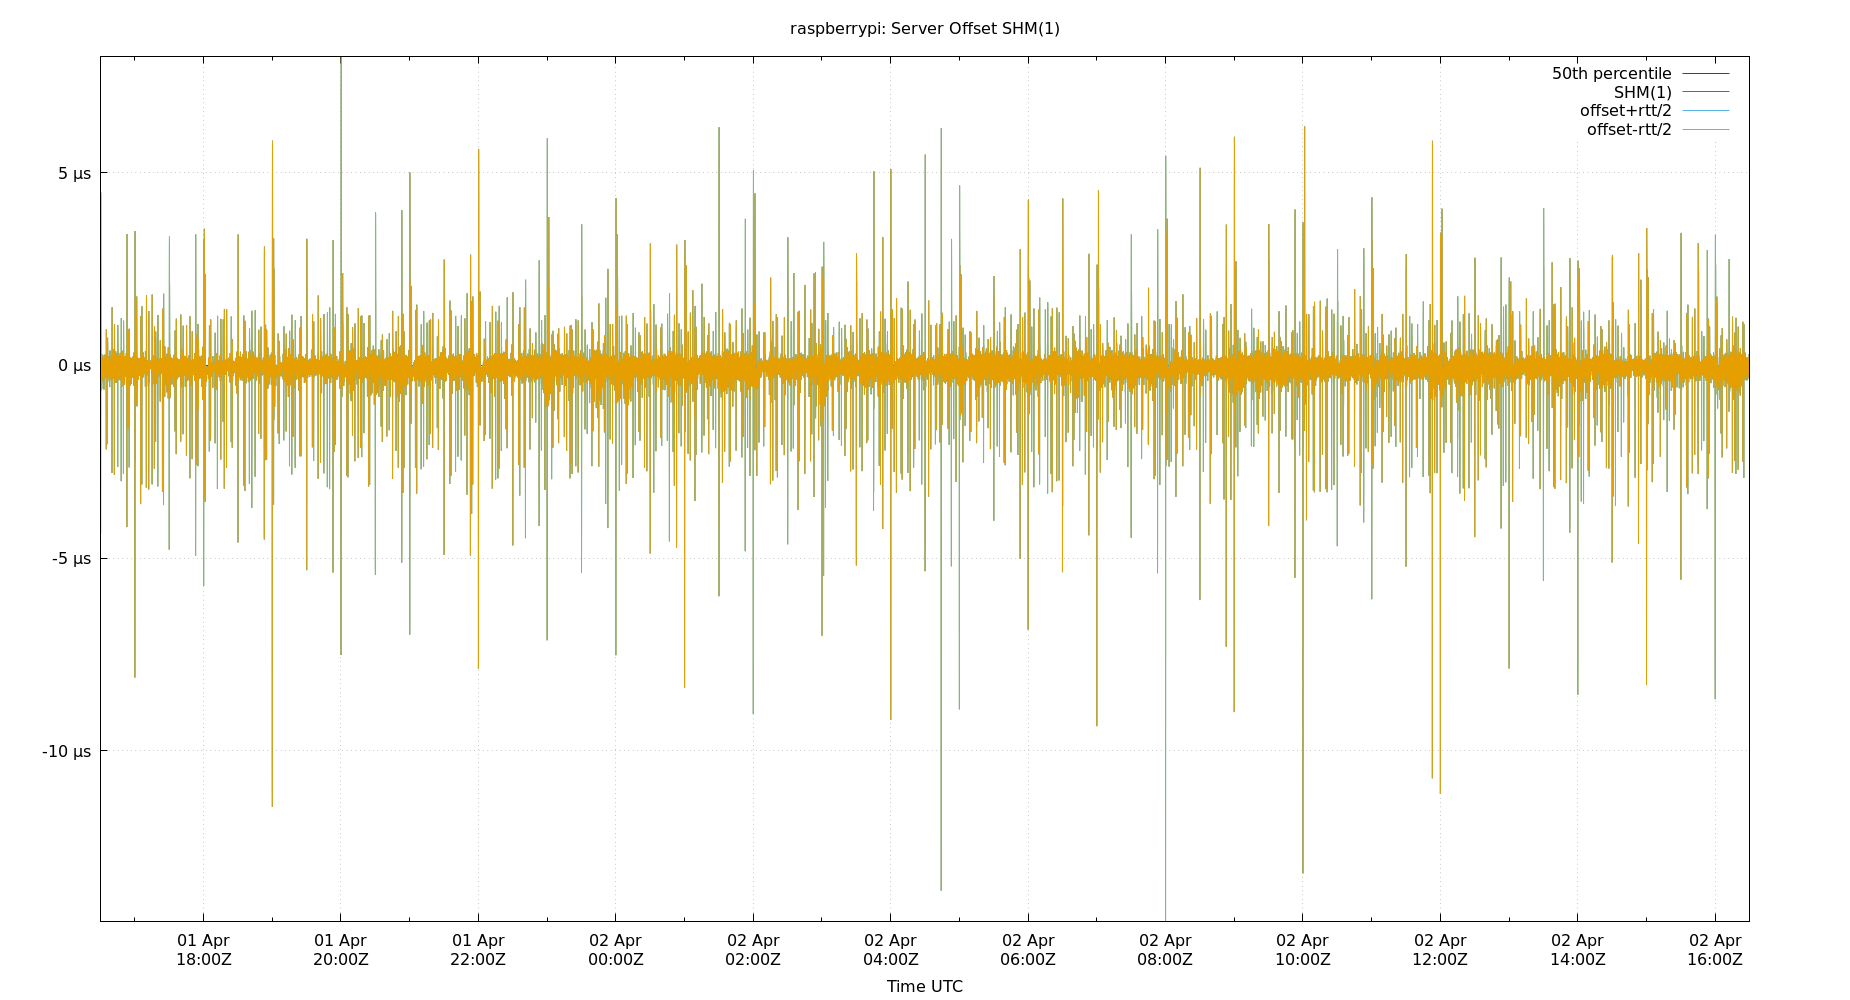 raspberrypi: Server Offset SHM(1)
50th percentile
SHM(1)
offset+rtt/2
offset-rtt/2
5 µs
0 µs
-5 µs
-10 µs
01 Apr 01 Apr 01 Apr 02 Apr 02 Apr 02 Apr 02 Apr 02 Apr 02 Apr 02 Apr 02 Apr 02 Apr
18:00Z 20:00Z 22:00Z 00:00Z 02:00Z 04:00Z 06:00Z 08:00Z 10:00Z 12:00Z 14:00Z 16:00Z
Time UTC